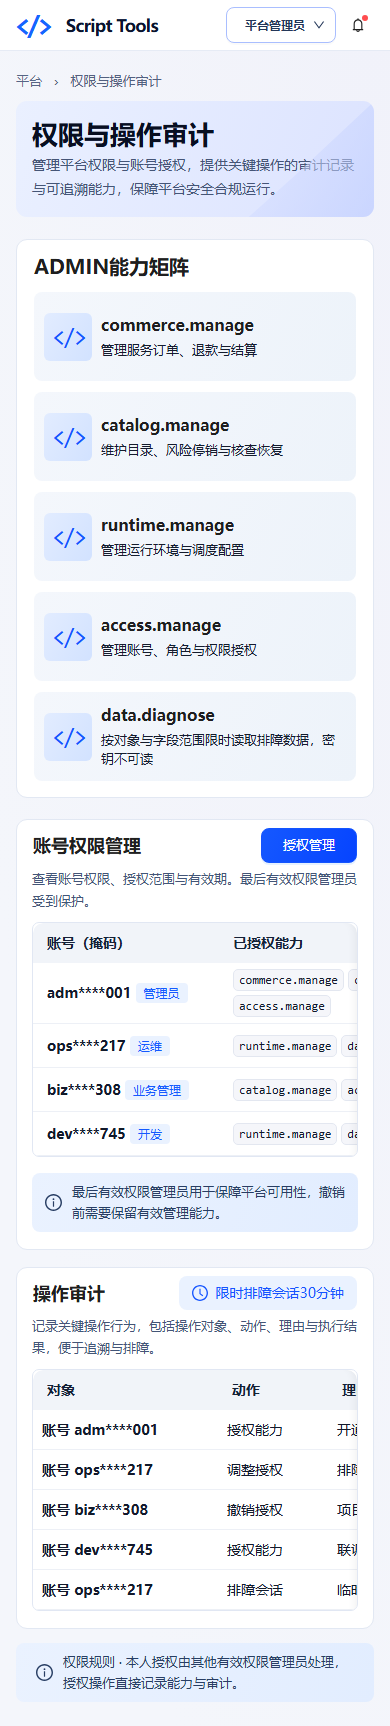 </> Script Tools 平台管理员
平台 › 权限与操作审计
权限与操作审计
管理平台权限与账号授权，提供关键操作的审计记录
与可追溯能力，保障平台安全合规运行。
ADMIN能力矩阵
</> commerce.manage
管理服务订单、退款与结算
</> catalog.manage
维护目录、风险停销与核查恢复
</> runtime.manage
管理运行环境与调度配置
</> access.manage
管理账号、角色与权限授权
</> data.diagnose
按对象与字段范围限时读取排障数据，密
钥不可读
账号权限管理 授权管理
查看账号权限、授权范围与有效期。最后有效权限管理员
受到保护。
账号（掩码） 已授权能力
adm****001 管理员 commerce.manage
access.manage
ops****217 运维 runtime.manage da
biz****308 业务管理 catalog.manage ac
dev****745 开发 runtime.manage da
最后有效权限管理员用于保障平台可用性，撤销
前需要保留有效管理能力。
操作审计 限时排障会话30分钟
记录关键操作行为，包括操作对象、动作、理由与执行结
果，便于追溯与排障。
对象 动作 理
账号 adm****001 授权能力 开通
账号 ops****217 调整授权 排障
账号 biz****308 撤销授权 项目
账号 dev****745 授权能力 联调
账号 ops****217 排障会话 临时
权限规则 · 本人授权由其他有效权限管理员处理，
授权操作直接记录能力与审计。